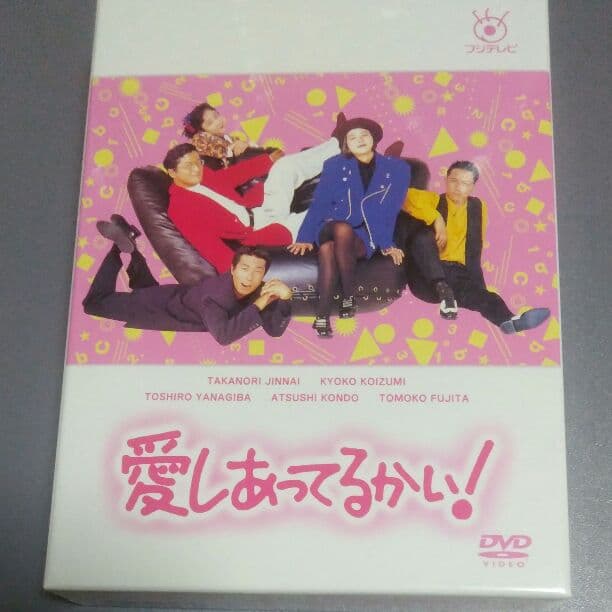 フジテレビ
TAKANORI JINNAI KYOKO KOIZUMI
TOSHIRO YANAGIBA ATSUSHI KONDO TOMOKO FUJITA
愛しあってるかい!
DVD
VIDEO